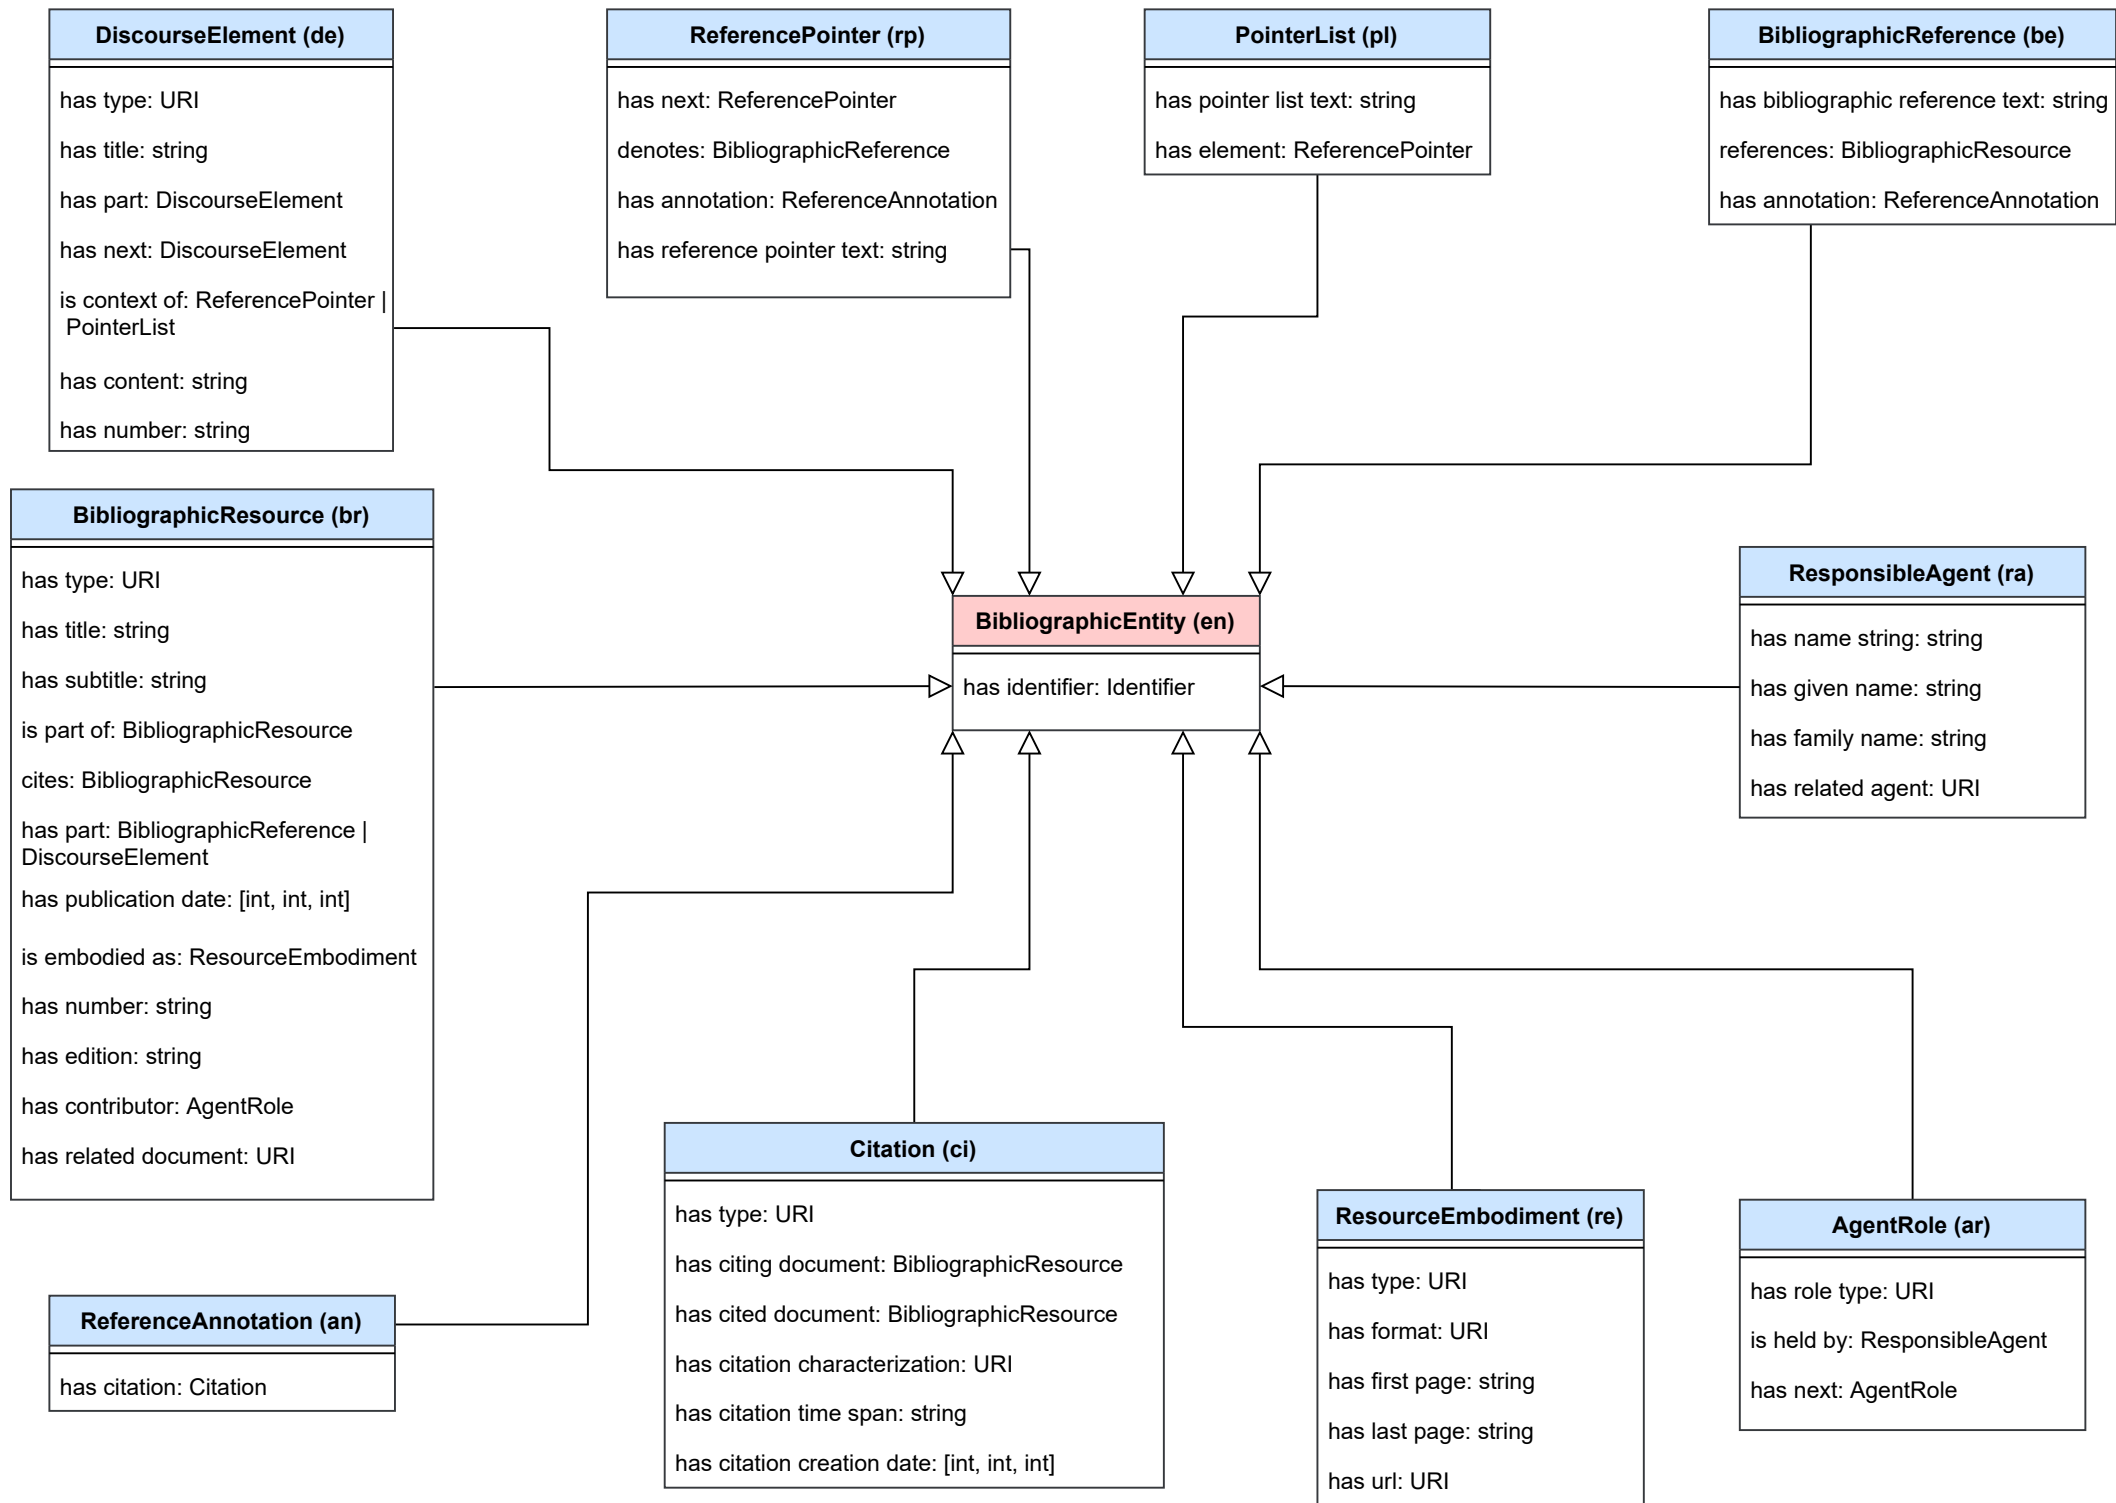 DiscourseElement (de)
has type: URI
has title: string
has part: DiscourseElement
has next: DiscourseElement
is context of: ReferencePointer |
PointerList
has content: string
has number: string
ReferencePointer (rp)
has next: ReferencePointer
denotes: BibliographicReference
has annotation: ReferenceAnnotation
has reference pointer text: string
PointerList (pl)
has pointer list text: string
has element: ReferencePointer
BibliographicReference (be)
has bibliographic reference text: string
references: BibliographicResource
has annotation: ReferenceAnnotation
BibliographicResource (br)
has type: URI
has title: string
has subtitle: string
is part of: BibliographicResource
cites: BibliographicResource
has part: BibliographicReference |
DiscourseElement
has publication date: [int, int, int]
is embodied as: ResourceEmbodiment
has number: string
has edition: string
has contributor: AgentRole
has related document: URI
BibliographicEntity (en)
has identifier: Identifier
ResponsibleAgent (ra)
has name string: string
has given name: string
has family name: string
has related agent: URI
ReferenceAnnotation (an)
has citation: Citation
Citation (ci)
has type: URI
has citing document: BibliographicResource
has cited document: BibliographicResource
has citation characterization: URI
has citation time span: string
has citation creation date: [int, int, int]
ResourceEmbodiment (re)
has type: URI
has format: URI
has first page: string
has last page: string
has url: URI
AgentRole (ar)
has role type: URI
is held by: ResponsibleAgent
has next: AgentRole